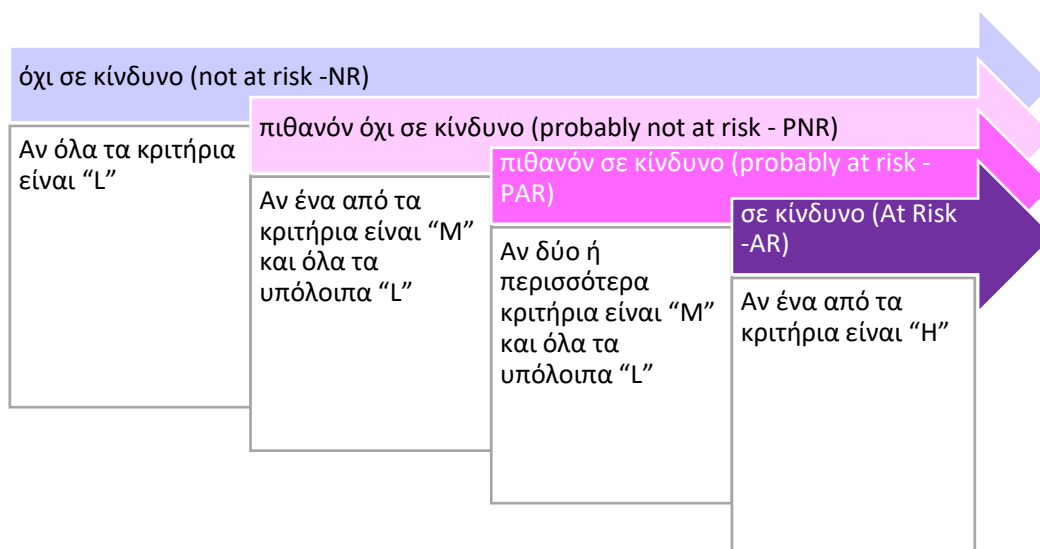 όχι σε κίνδυνο (not at risk -NR)
Αν όλα τα κριτήρια
είναι “L”
πιθανόν όχι σε κίνδυνο (probably not at risk - PNR)
Αν ένα από τα
κριτήρια είναι “M”
και όλα τα
υπόλοιπα “L”
πιθανόν σε κίνδυνο (probably at risk -
PAR)
Αν δύο ή
περισσότερα
κριτήρια είναι “M”
και όλα τα
υπόλοιπα “L”
σε κίνδυνο (At Risk
-AR)
Αν ένα από τα
κριτήρια είναι “H”